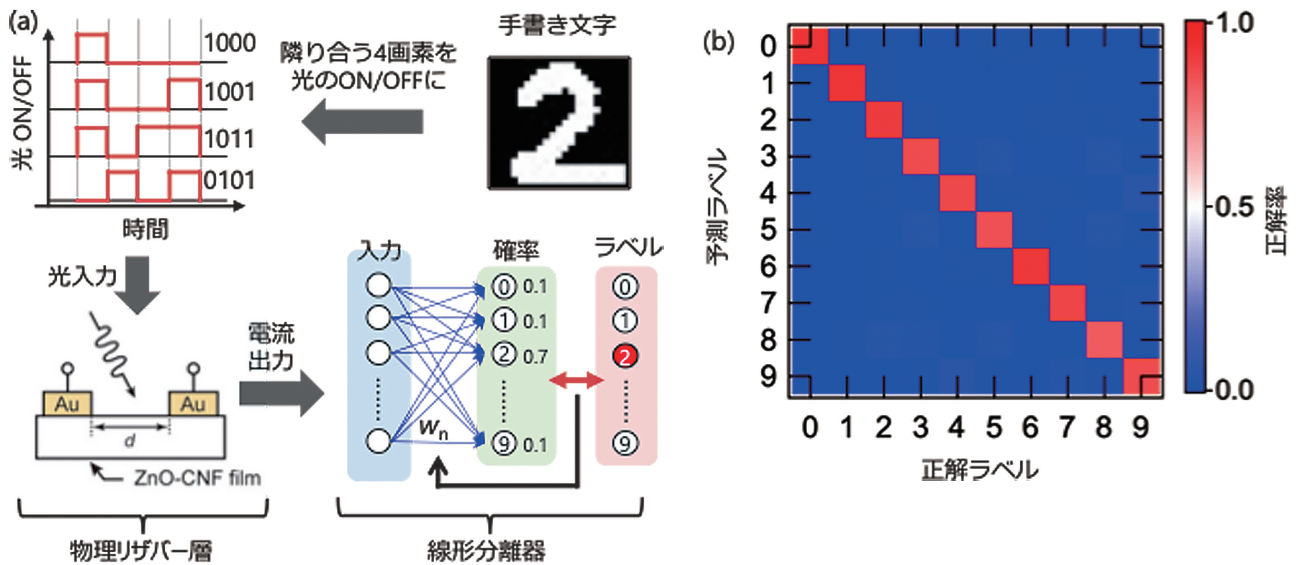 (a)
光 ON/OFF
1000
1001
1011
0101
時間
隣り合う4画素を
光のON/OFFに
手書き文字
光入力
Au
Au
d
ZnO-CNF film
物理リザバー層
電流
出力
入力
確率
ラベル
0 0.1
1 0.1
2 0.7
9 0.1
0
1
2
9
wn
線形分離器
(b)
予測ラベル
0
1
2
3
4
5
6
7
8
9
0 1 2 3 4 5 6 7 8 9
正解ラベル
1.0
0.5
0.0
正解率